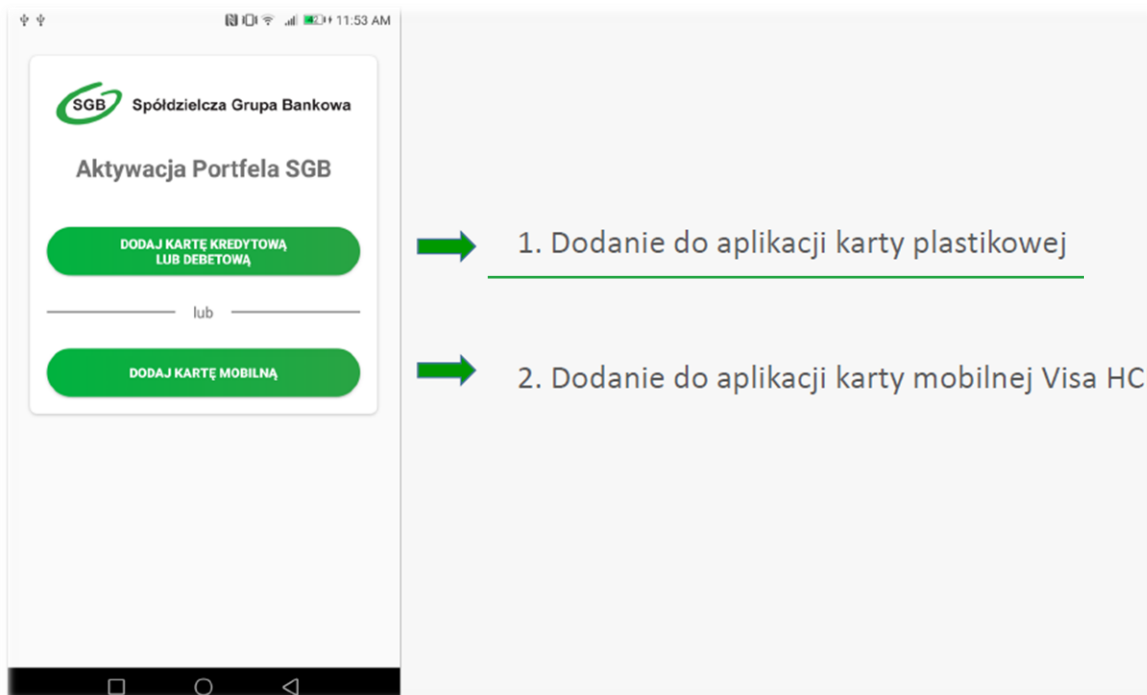 11:53 AM
SGB Spółdzielcza Grupa Bankowa
Aktywacja Portfela SGB
DODAJ KARTĘ KREDYTOWĄ
LUB DEBETOWĄ
lub
DODAJ KARTĘ MOBILNĄ
1. Dodanie do aplikacji karty plastikowej
2. Dodanie do aplikacji karty mobilnej Visa HC